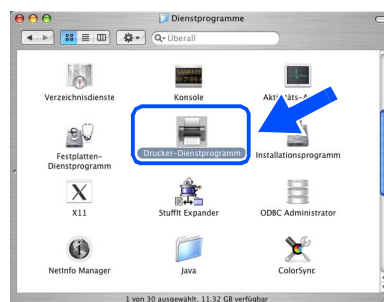 Dienstprogramme
Überall
Verzeichnisdienste
Konsole
Festplatten-
Dienstprogramm
Drucker-Dienstprogramm
Installationsprogramm
X11
StuffIt Expander
ODBC Administrator
NetInfo Manager
Java
ColorSync
1 von 30 ausgewählt, 11.32 GB verfügbar